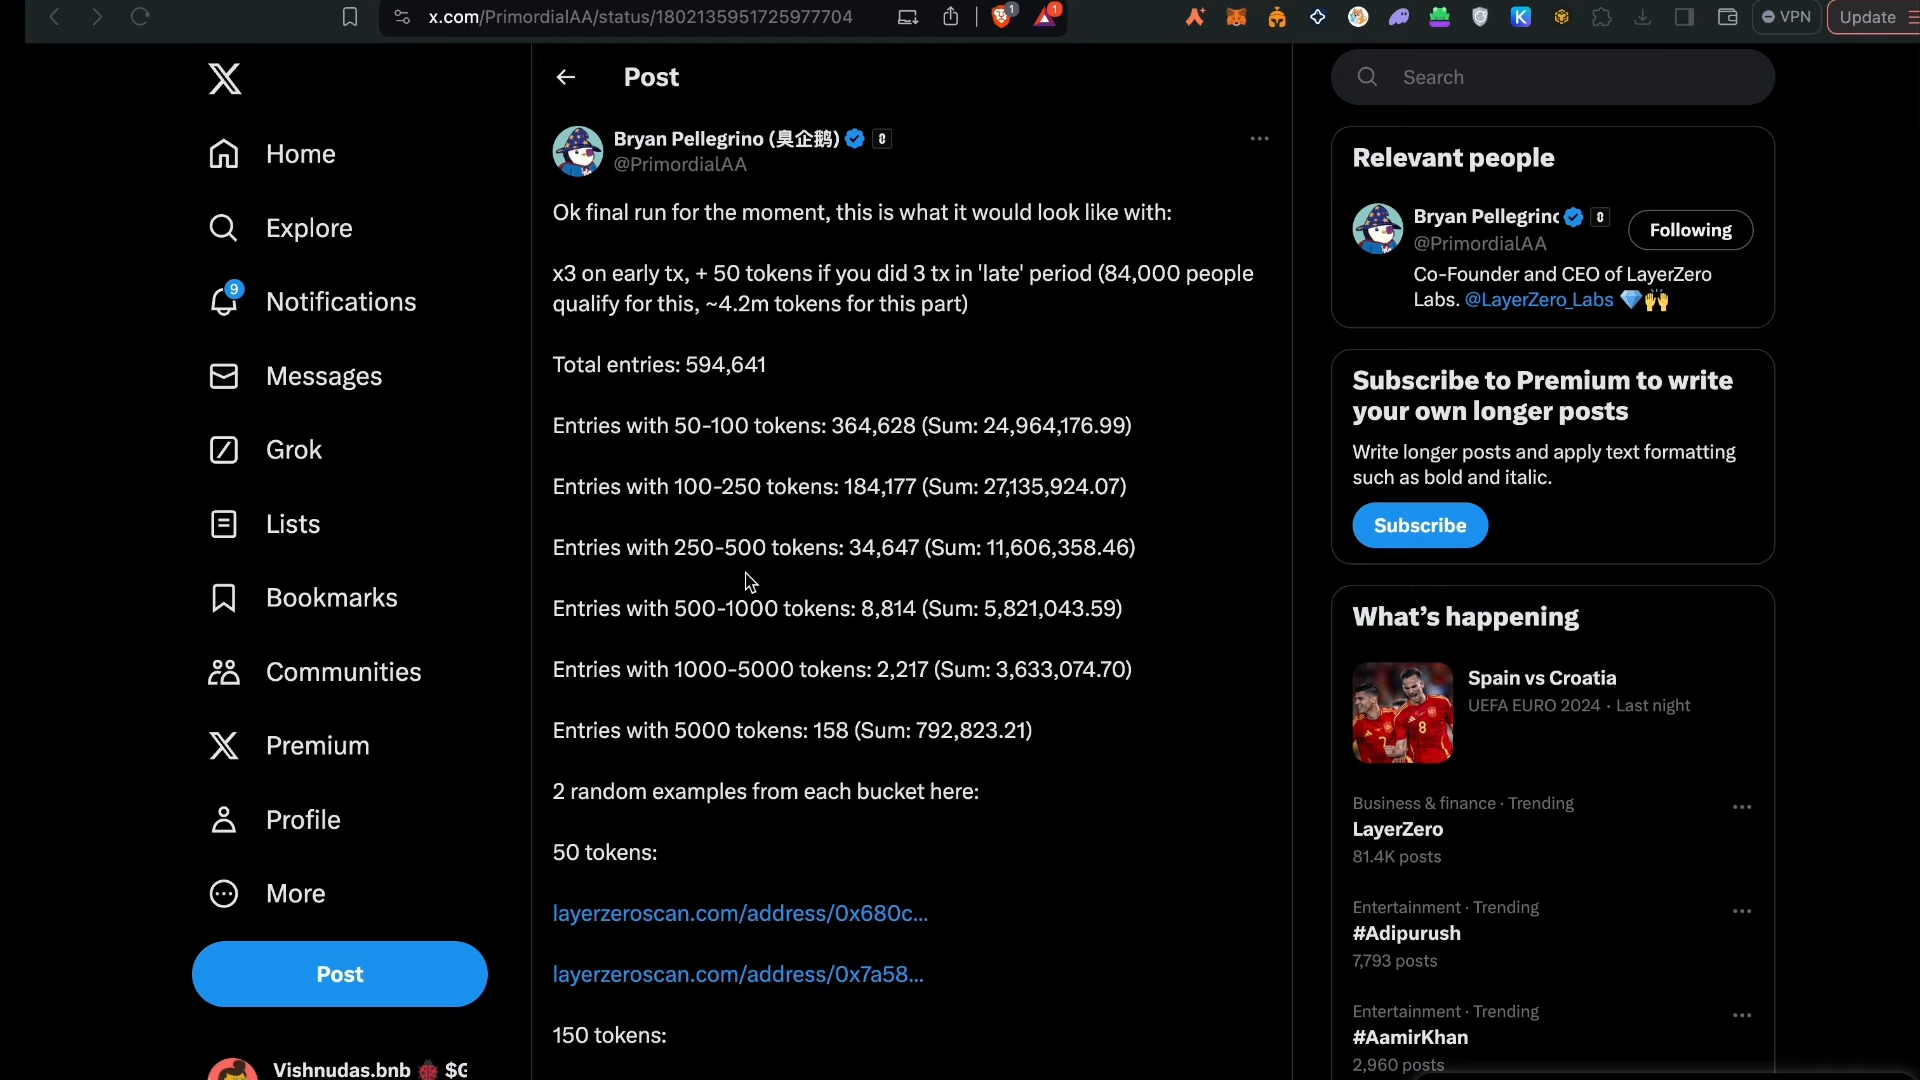 x.com/PrimordialAA/status/1802135951725977704
1
1
VPN
Update
Home
Explore
9
Notifications
Messages
Grok
Lists
Bookmarks
Communities
Premium
Profile
More
Post
Vishnudas.bnb 🐞 $G
Post
Bryan Pellegrino (臭企鹅)
@PrimordialAA
Ok final run for the moment, this is what it would look like with:
x3 on early tx, + 50 tokens if you did 3 tx in 'late' period (84,000 people
qualify for this, ~4.2m tokens for this part)
Total entries: 594,641
Entries with 50-100 tokens: 364,628 (Sum: 24,964,176.99)
Entries with 100-250 tokens: 184,177 (Sum: 27,135,924.07)
Entries with 250-500 tokens: 34,647 (Sum: 11,606,358.46)
Entries with 500-1000 tokens: 8,814 (Sum: 5,821,043.59)
Entries with 1000-5000 tokens: 2,217 (Sum: 3,633,074.70)
Entries with 5000 tokens: 158 (Sum: 792,823.21)
2 random examples from each bucket here:
50 tokens:
layerzeroscan.com/address/0x680c...
layerzeroscan.com/address/0x7a58...
150 tokens:
Search
Relevant people
Bryan Pellegrino
@PrimordialAA
Following
Co-Founder and CEO of LayerZero
Labs. @LayerZero_Labs 💎🙌
Subscribe to Premium to write
your own longer posts
Write longer posts and apply text formatting
such as bold and italic.
Subscribe
What's happening
Spain vs Croatia
UEFA EURO 2024 · Last night
Business & finance · Trending
LayerZero
81.4K posts
Entertainment · Trending
#Adipurush
7,793 posts
Entertainment · Trending
#AamirKhan
2,960 posts